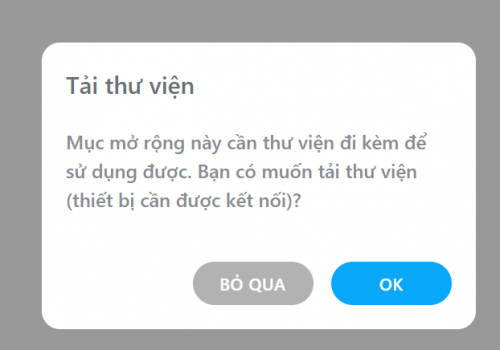 Tải thư viện
Mục mở rộng này cần thư viện đi kèm để
sử dụng được. Bạn có muốn tải thư viện
(thiết bị cần được kết nối)?
BỎ QUA
OK